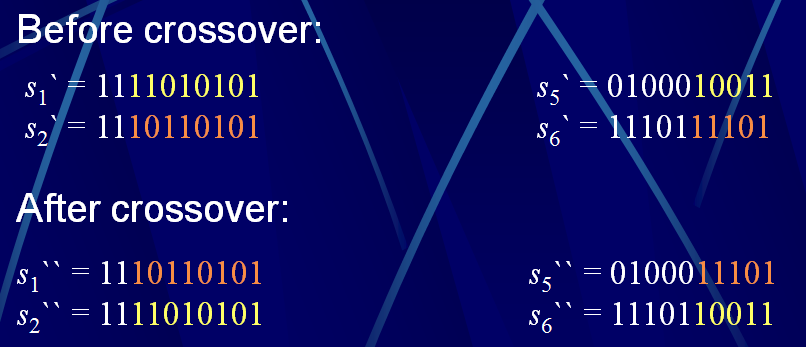 Before crossover:
s1` = 1111010101 s5` = 0100010011
s2` = 1110110101 s6` = 1110111101
After crossover:
s1`` = 1110110101 s5`` = 0100011101
s2`` = 1111010101 s6`` = 1110110011